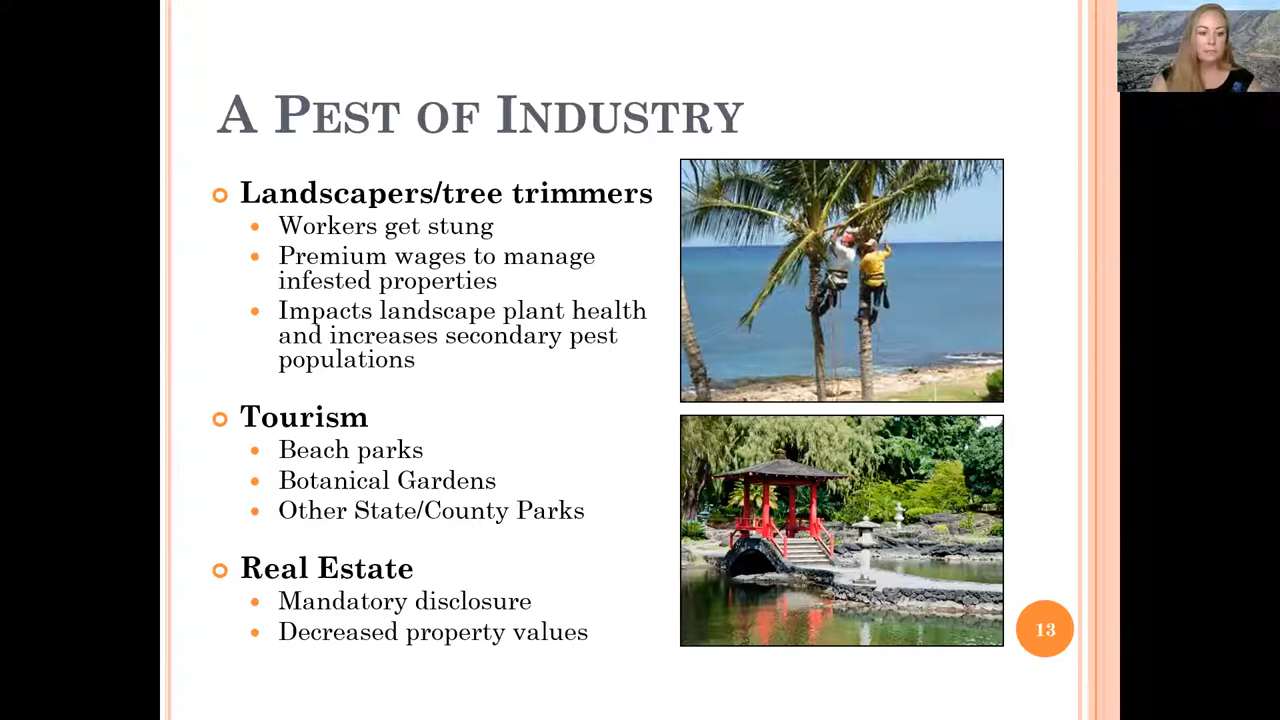 A Pest of Industry
Landscapers/tree trimmers
Workers get stung
Premium wages to manage
infested properties
Impacts landscape plant health
and increases secondary pest
populations
Tourism
Beach parks
Botanical Gardens
Other State/County Parks
Real Estate
Mandatory disclosure
Decreased property values
13